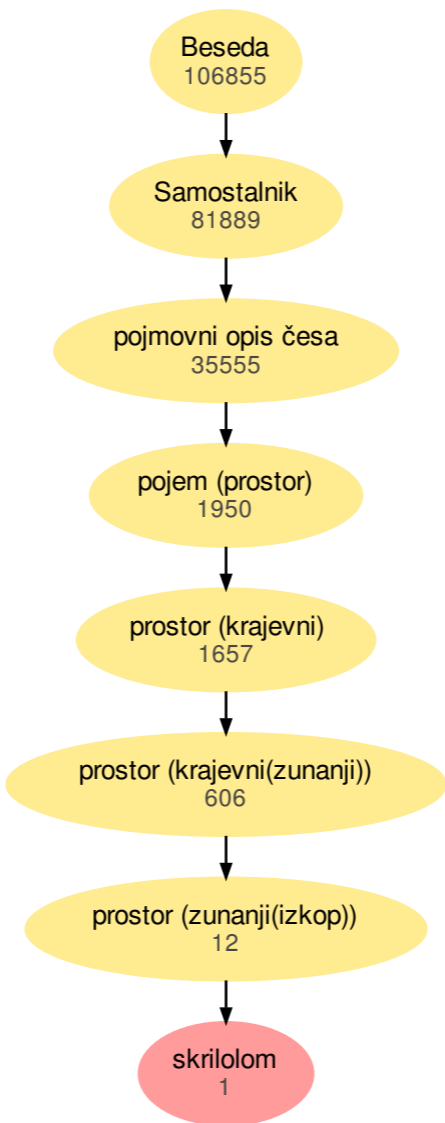 Beseda
106855
Samostalnik
81889
pojmovni opis česa
35555
pojem (prostor)
1950
prostor (krajevni)
1657
prostor (krajevni(zunanji))
606
prostor (zunanji(izkop))
12
skrilolom
1